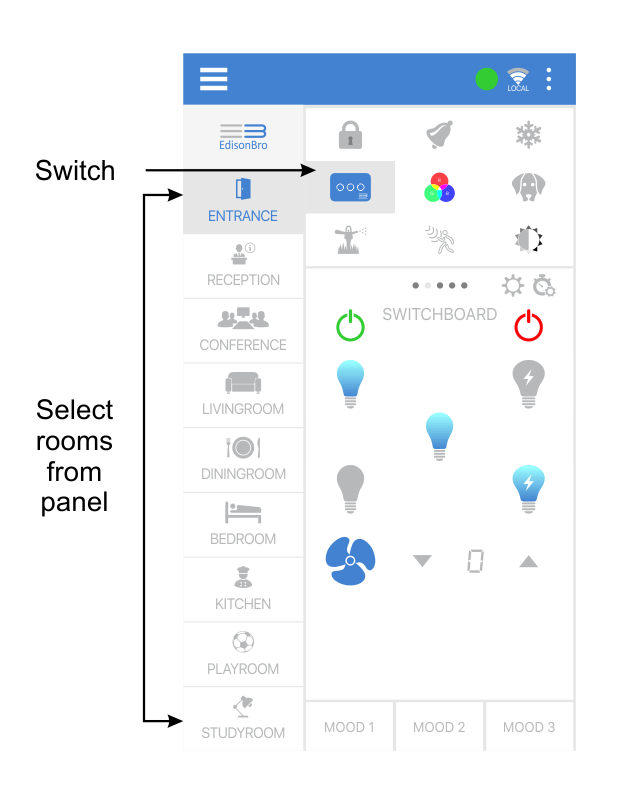 LOCAL
EdisonBro
Switch
ENTRANCE
RECEPTION
SWITCHBOARD
CONFERENCE
LIVINGROOM
Select
rooms
from
panel
DININGROOM
BEDROOM
0
KITCHEN
PLAYROOM
STUDYROOM
MOOD 1
MOOD 2
MOOD 3